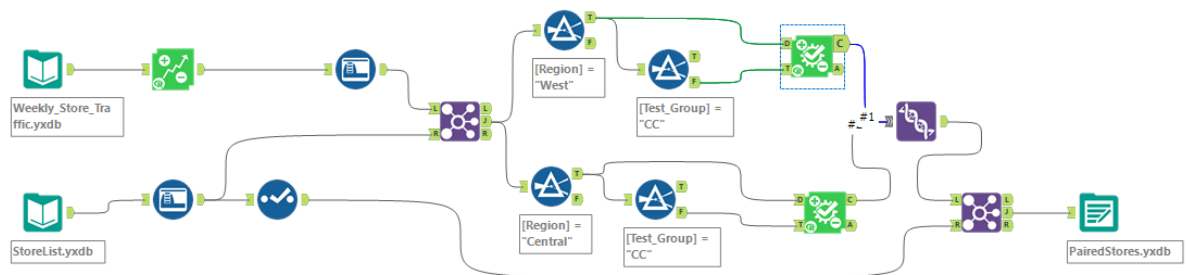 Weekly_Store_Tra
ffic.yxdb
StoreList.yxdb
L
R
L
J
R
T
F
[Region] =
"West"
T
F
[Test_Group] =
"CC"
D
T
C
A
#1
T
F
[Region] =
"Central"
T
F
[Test_Group] =
"CC"
D
T
C
A
L
R
L
J
R
PairedStores.yxdb